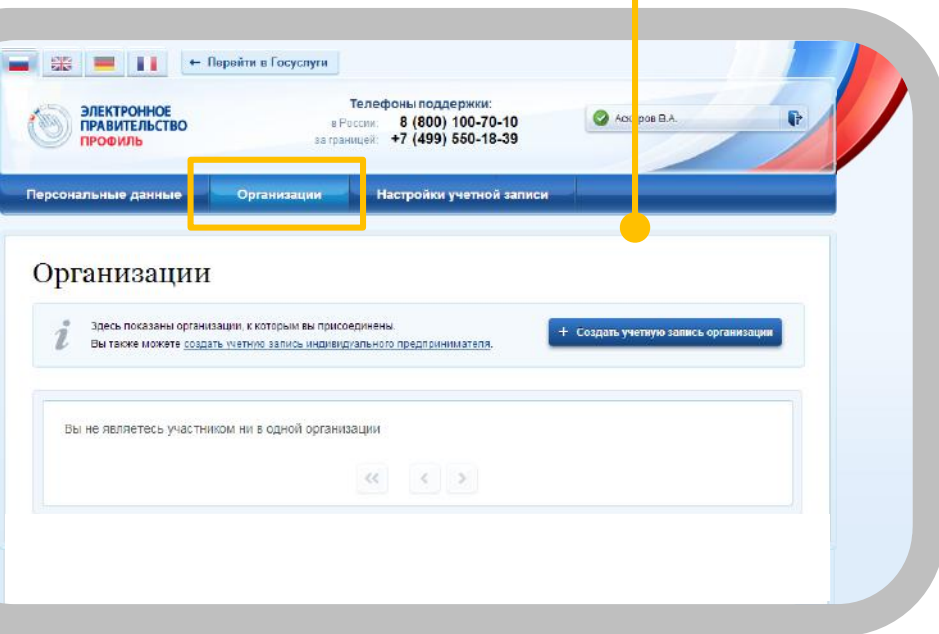 ← Перейти в Госуслуги
ЭЛЕКТРОННОЕ
ПРАВИТЕЛЬСТВО
ПРОФИЛЬ
Телефоны поддержки:
в России: 8 (800) 100-70-10
за границей: +7 (499) 550-18-39
В.А.
Персональные данные Организации Настройки учетной записи
Организации
Здесь показаны организации, к которым вы присоединены.
Вы также можете создать учетную запись индивидуального предпринимателя.
+ Создать учетную запись организации
Вы не являетесь участником ни в одной организации